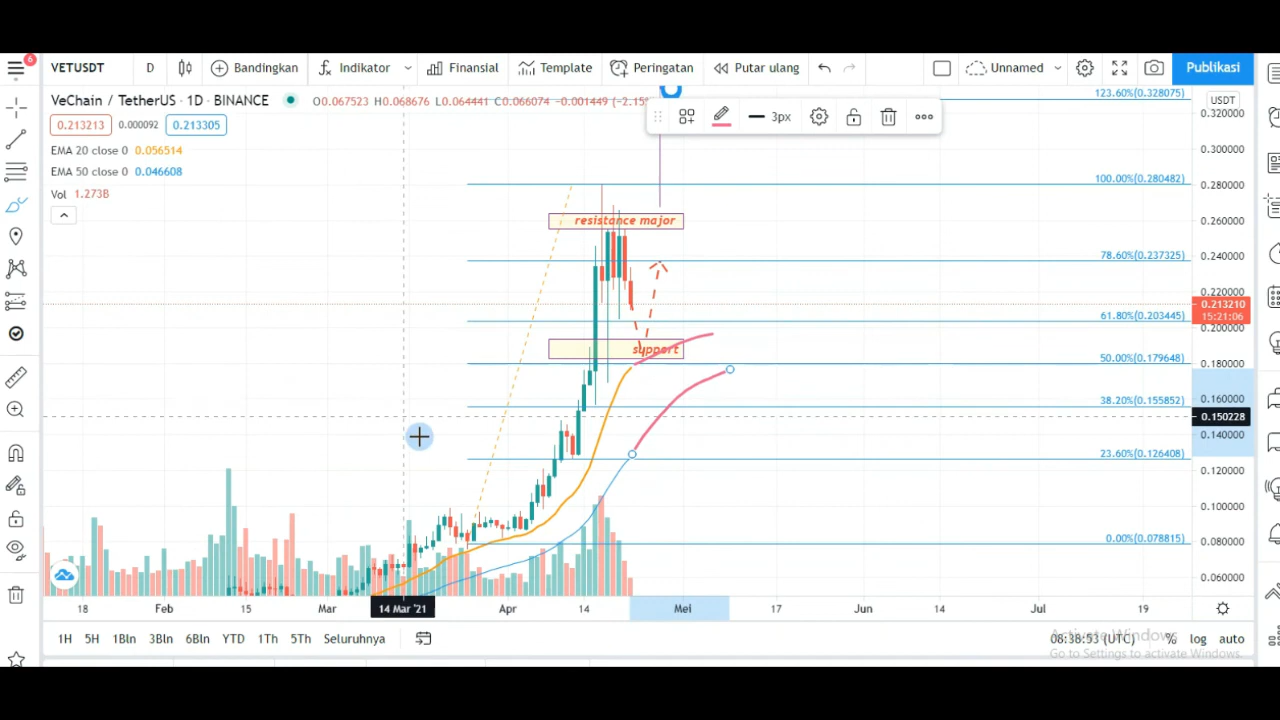 6
VETUSDT D Bandingkan Indikator Finansial Template Peringatan Putar ulang Unnamed Publikasi
VeChain / TetherUS · 1D · BINANCE O0.067523 H0.068676 L0.064441 C0.066074 -0.001449
0.213213 0.000092 0.213305
3px
EMA 20 close 0 0.056514
EMA 50 close 0 0.046608
Vol 1.273B
123.60%(0.328075)
100.00%(0.280482)
resistance major
78.60%(0.237325)
61.80%(0.203445)
support
50.00%(0.179648)
38.20%(0.155852)
23.60%(0.126408)
0.00%(0.078815)
USDT
0.320000
0.300000
0.280000
0.260000
0.240000
0.220000
0.213210
15:21:06
0.200000
0.180000
0.160000
0.150228
0.140000
0.120000
0.100000
0.080000
0.060000
18 Feb 15 Mar 14 Mar '21 Apr 14 Mei 17 Jun 14 Jul 19
1H 5H 1Bln 3Bln 6Bln YTD 1Th 5Th Seluruhnya 08:38:53 (UTC) % log auto
Activate Windows
Go to Settings to activate Windows.